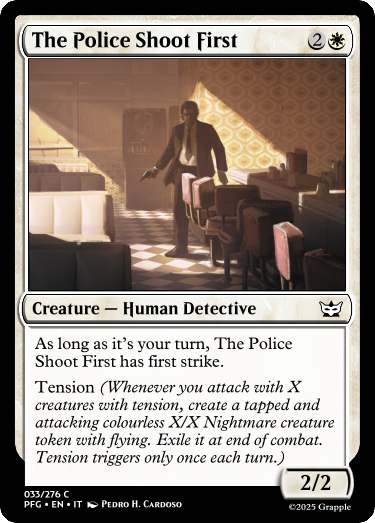 The Police Shoot First 2
Creature — Human Detective
As long as it's your turn, The Police
Shoot First has first strike.
Tension (Whenever you attack with X
creatures with tension, create a tapped and
attacking colourless X/X Nightmare creature
token with flying. Exile it at end of combat.
Tension triggers only once each turn.)
2/2
033/276 C
PFG • EN • IT Pedro H. Cardoso
©2025 Grapple